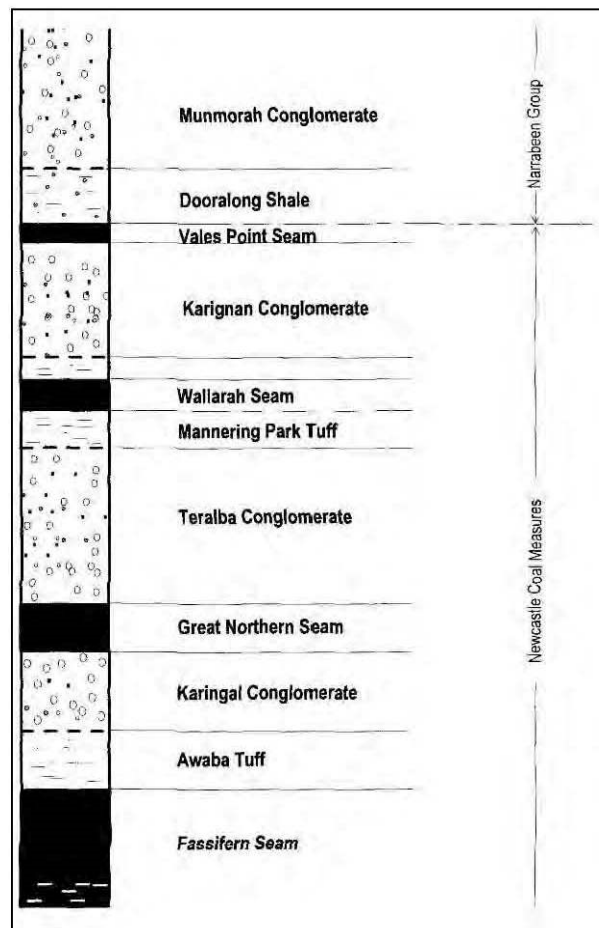 Munmorah Conglomerate
Narrabeen Group
Dooralong Shale
Vales Point Seam
Karignan Conglomerate
Wallarah Seam
Mannering Park Tuff
Teralba Conglomerate
Newcastle Coal Measures
Great Northern Seam
Karingal Conglomerate
Awaba Tuff
Fassifern Seam